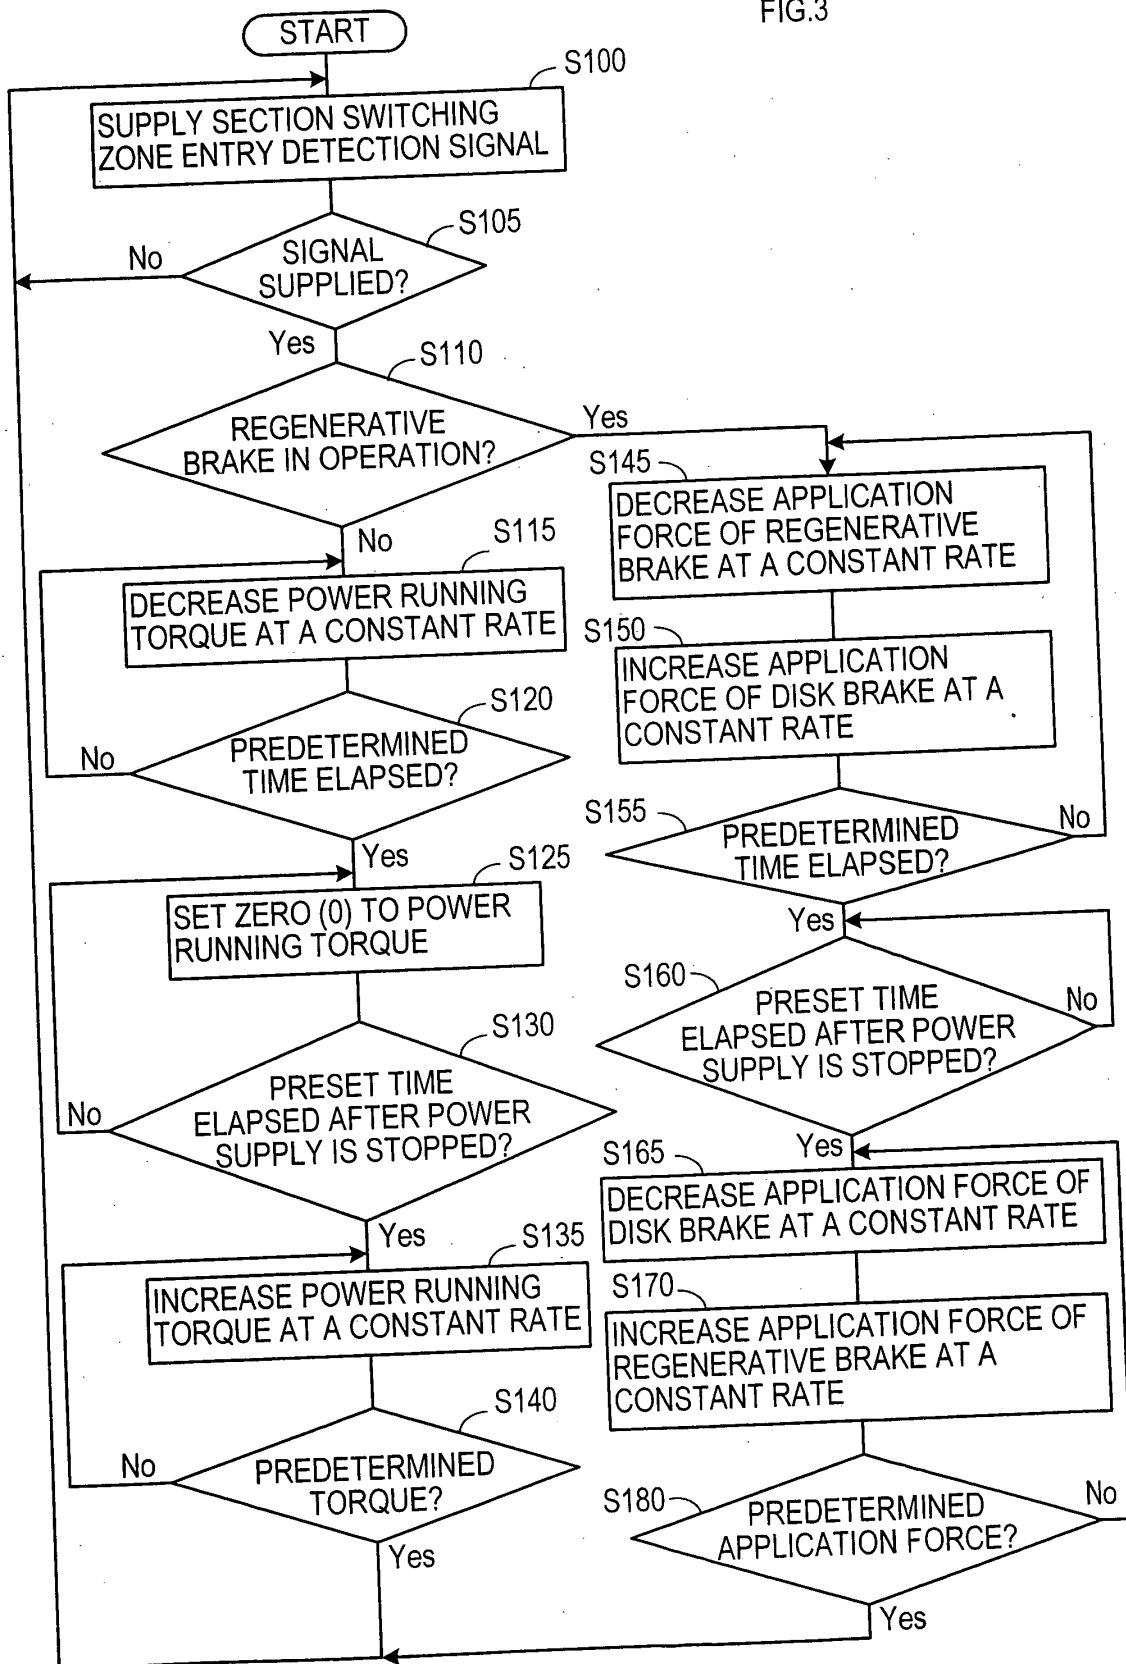 FIG.3
START
S100
SUPPLY SECTION SWITCHING
ZONE ENTRY DETECTION SIGNAL
S105
No
SIGNAL
SUPPLIED?
Yes
S110
REGENERATIVE
BRAKE IN OPERATION?
Yes
No
S115
DECREASE POWER RUNNING
TORQUE AT A CONSTANT RATE
S120
No
PREDETERMINED
TIME ELAPSED?
Yes
S125
SET ZERO (0) TO POWER
RUNNING TORQUE
S130
No
PRESET TIME
ELAPSED AFTER POWER
SUPPLY IS STOPPED?
Yes
S135
INCREASE POWER RUNNING
TORQUE AT A CONSTANT RATE
S140
No
PREDETERMINED
TORQUE?
Yes
S145
DECREASE APPLICATION
FORCE OF REGENERATIVE
BRAKE AT A CONSTANT RATE
S150
INCREASE APPLICATION
FORCE OF DISK BRAKE AT A
CONSTANT RATE
S155
PREDETERMINED
TIME ELAPSED?
No
Yes
S160
PRESET TIME
ELAPSED AFTER POWER
SUPPLY IS STOPPED?
No
Yes
S165
DECREASE APPLICATION FORCE OF
DISK BRAKE AT A CONSTANT RATE
S170
INCREASE APPLICATION FORCE OF
REGENERATIVE BRAKE AT A
CONSTANT RATE
S180
PREDETERMINED
APPLICATION FORCE?
No
Yes